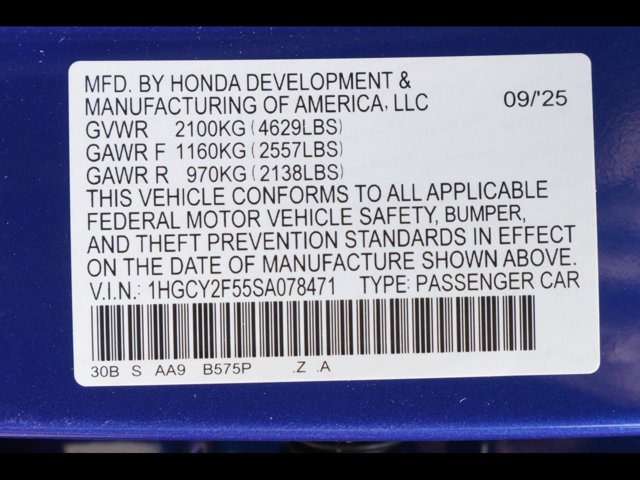 MFD. BY HONDA DEVELOPMENT &
MANUFACTURING OF AMERICA, LLC 09/'25
GVWR 2100KG (4629LBS)
GAWR F 1160KG (2557LBS)
GAWR R 970KG (2138LBS)
THIS VEHICLE CONFORMS TO ALL APPLICABLE
FEDERAL MOTOR VEHICLE SAFETY, BUMPER,
AND THEFT PREVENTION STANDARDS IN EFFECT
ON THE DATE OF MANUFACTURE SHOWN ABOVE.
V.I.N.: 1HGCY2F55SA078471 TYPE: PASSENGER CAR
30B S AA9 B575P .Z .A